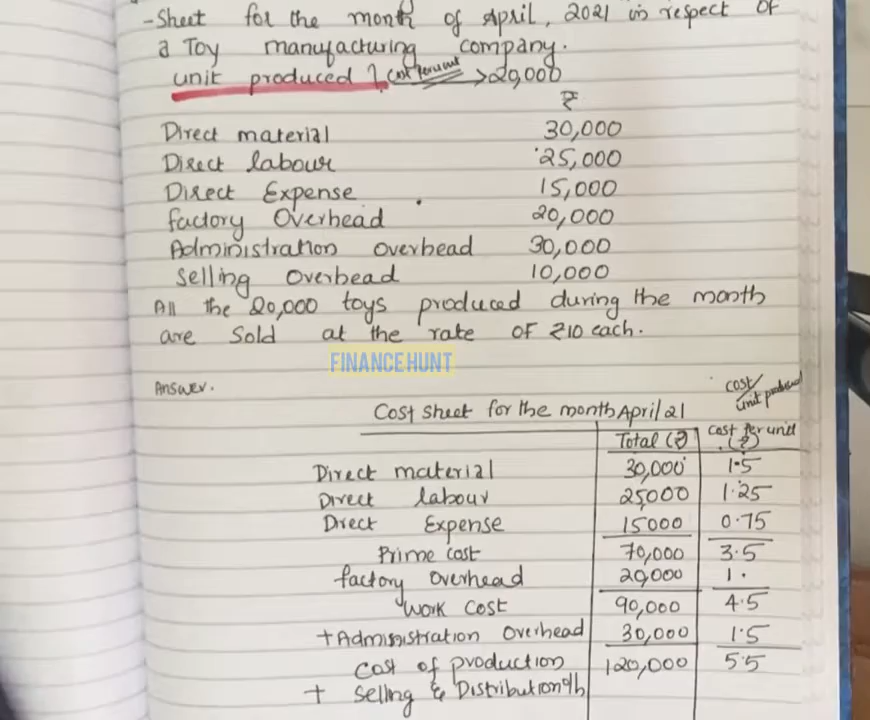 -Sheet for the month of April, 2021 in respect of
a Toy manufacturing company.
unit produced ? cost per unit > 20,000
₹
Direct material 30,000
Direct labour 25,000
Direct Expense 15,000
factory Overhead 20,000
Administration overhead 30,000
Selling Overhead 10,000
All the 20,000 toys produced during the month
are sold at the rate of ₹10 each.
FINANCE HUNT
Answer.
cost/unit produced
Cost sheet for the month April 21
Total (₹) Cost per unit (₹)
Direct material 30,000 1.5
Direct labour 25000 1.25
Direct Expense 15000 0.75
Prime cost 70,000 3.5
factory overhead 20,000 1.
Work cost 90,000 4.5
+Administration Overhead 30,000 1.5
cost of production 120,000 5.5
+ Selling & Distribution o/h